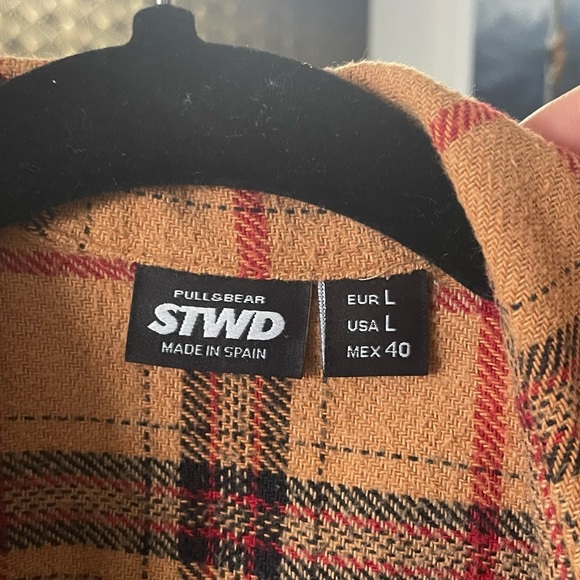 PULL&BEAR
STWD
MADE IN SPAIN
EUR L
USA L
MEX 40